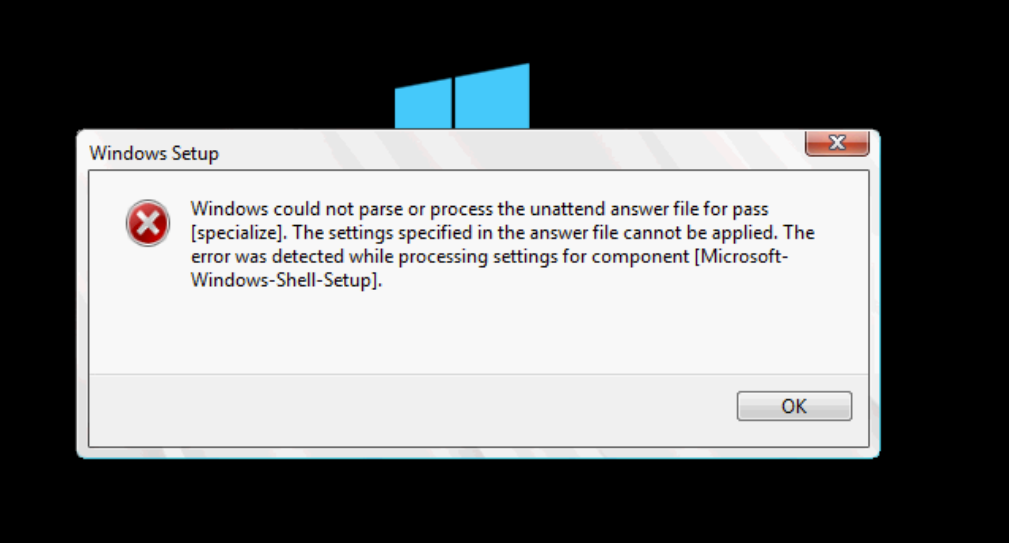 Windows Setup
Windows could not parse or process the unattend answer file for pass
[specialize]. The settings specified in the answer file cannot be applied. The
error was detected while processing settings for component [Microsoft-
Windows-Shell-Setup].
OK